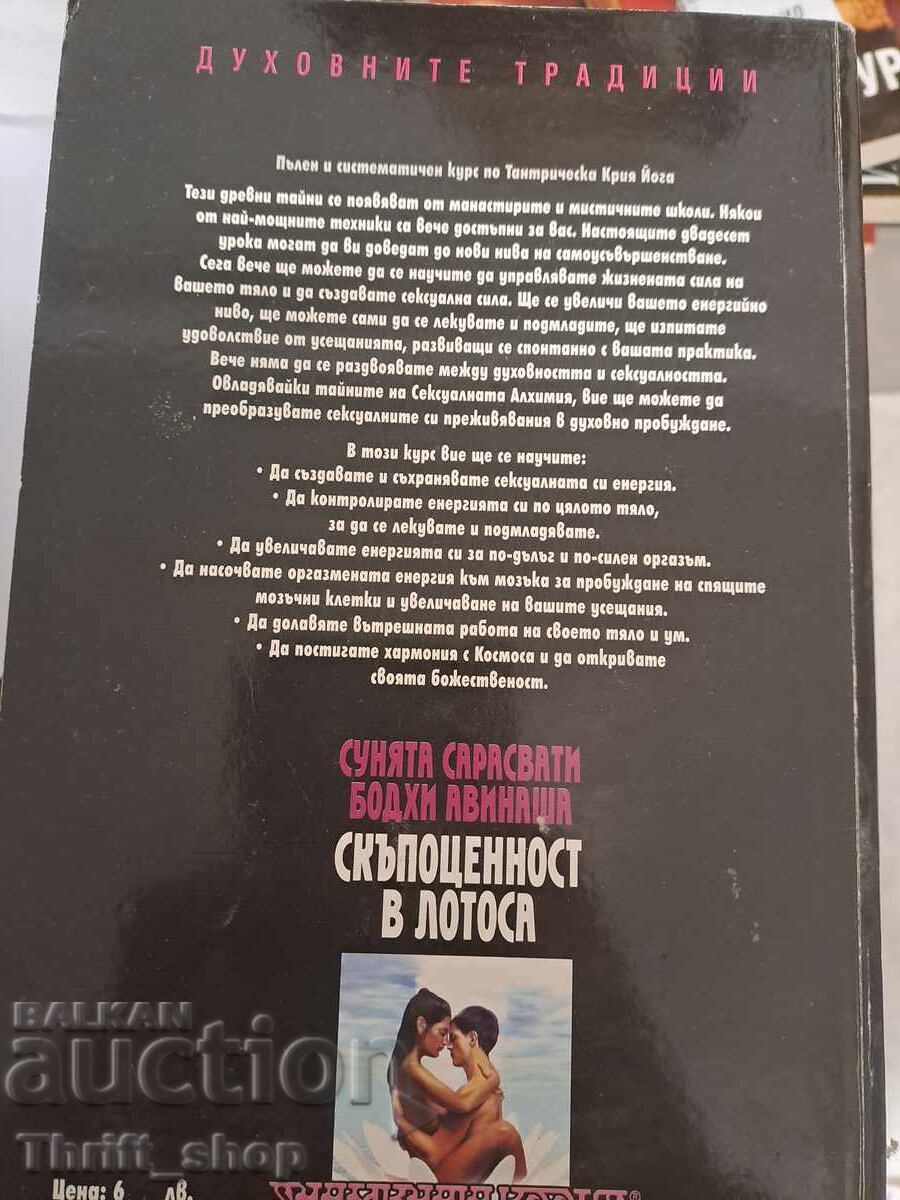 УР
ДУХОВНИТЕ ТРАДИЦИИ
Пълен и систематичен курс по Тантрическа Крия Йога
Тези древни тайни се появяват от манастирите и мистичните школи. Някои
от най-мощните техники са вече достъпни за вас. Настоящите двадесет
урока могат да ви доведат до нови нива на самоусъвършенстване.
Сега вече ще можете да се научите да управлявате жизнената сила на
вашето тяло и да създавате сексуална сила. Ще се увеличи вашето енергийно
ниво, ще можете сами да се лекувате и подмладите, ще изпитате
удоволствие от усещанията, развиващи се спонтанно с вашата практика.
Вече няма да се раздвоявате между духовността и сексуалността.
Овладявайки тайните на Сексуалната Алхимия, вие ще можете да
преобразувате сексуалните си преживявания в духовно пробуждане.
В този курс вие ще се научите:
• Да създавате и съхранявате сексуалната си енергия.
• Да контролирате енергията си по цялото тяло,
за да се лекувате и подмладявате.
• Да увеличавате енергията си за по-дълъг и по-силен оргазъм.
• Да насочвате оргазмената енергия към мозъка за пробуждане на спящите
мозъчни клетки и увеличаване на вашите усещания.
• Да долавяте вътрешната работа на своето тяло и ум.
• Да постигате хармония с Космоса и да откривате
своята божественост.
СУНЯТА САРАСВАТИ
БОДХИ АВИНАША
СКЪПОЦЕННОСТ
В ЛОТОСА
BALKAN
auction
Thrift_shop
Цена: 6 лв.